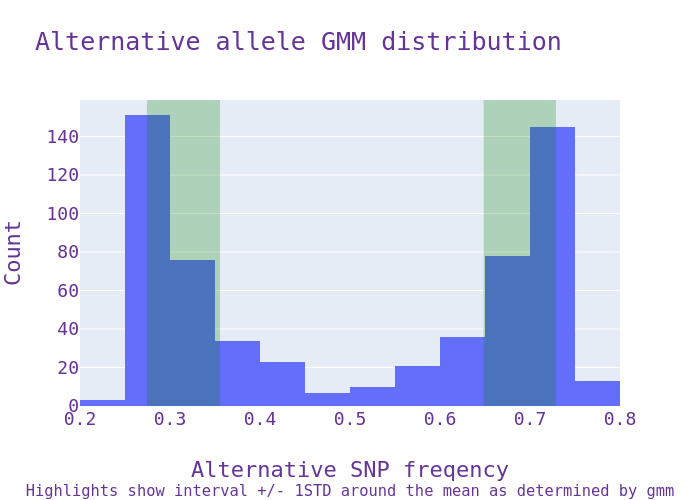 Alternative allele GMM distribution
Count
140
120
100
80
60
40
20
0
0.2 0.3 0.4 0.5 0.6 0.7 0.8
Alternative SNP freqency
Highlights show interval +/- 1STD around the mean as determined by gmm